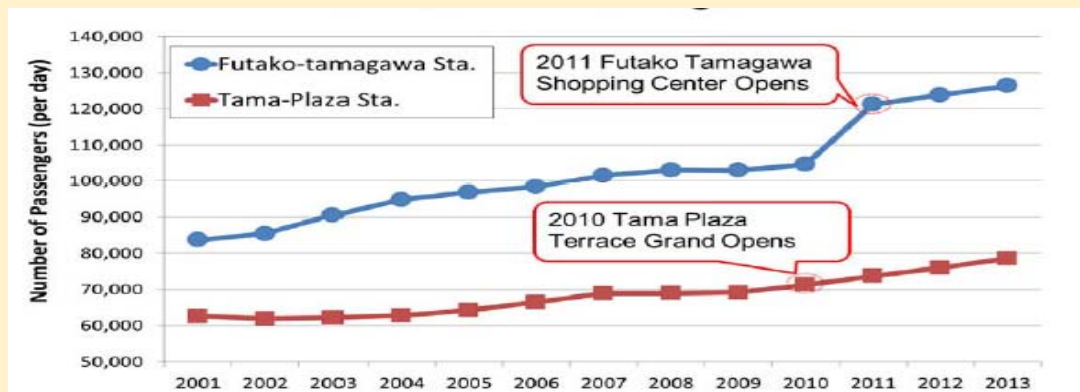 140,000
130,000
120,000
110,000
100,000
90,000
80,000
70,000
60,000
50,000
Number of Passengers (per day)
Futako-tamagawa Sta.
Tama-Plaza Sta.
2011 Futako Tamagawa
Shopping Center Opens
2010 Tama Plaza
Terrace Grand Opens
2001 2002 2003 2004 2005 2006 2007 2008 2009 2010 2011 2012 2013